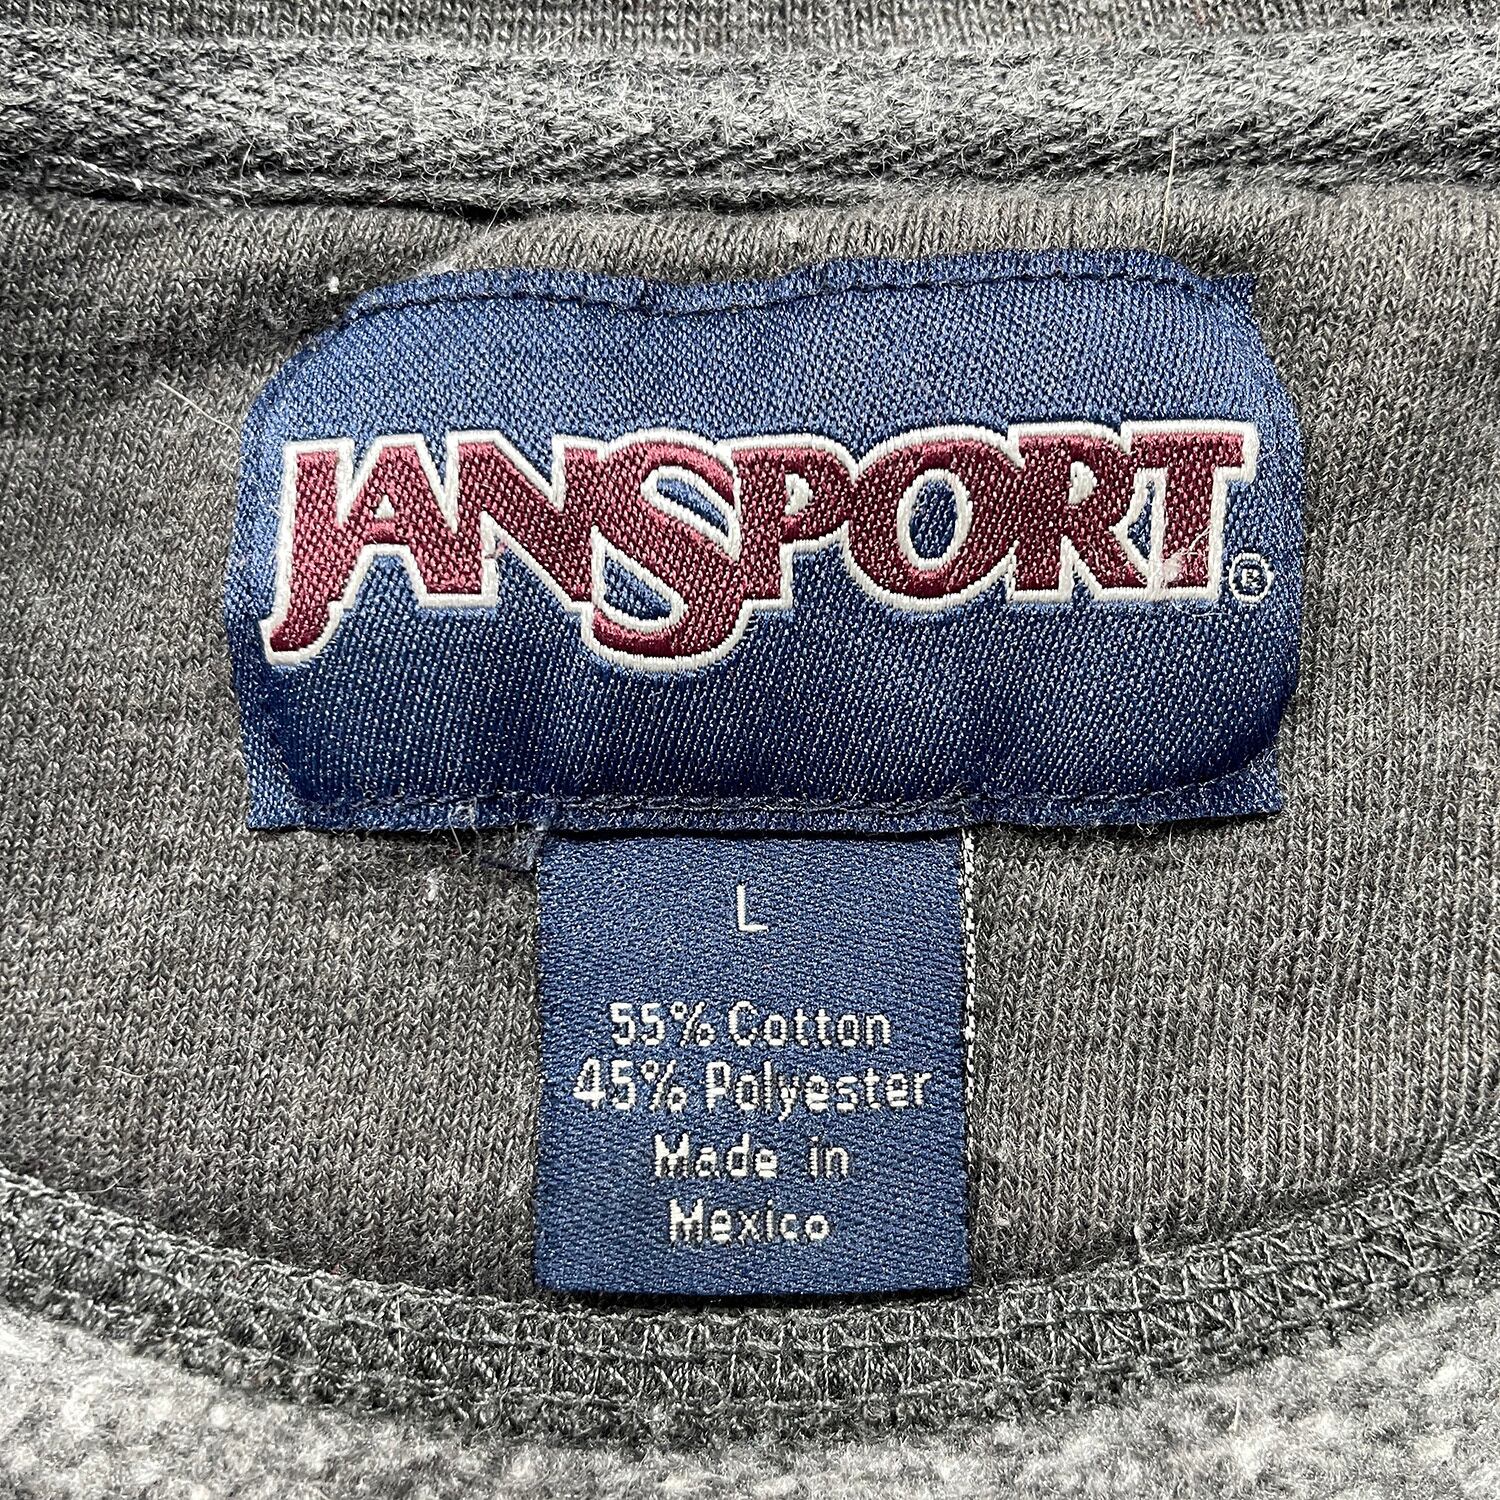 JANSPORT®
L
55% Cotton
45% Polyester
Made in
Mexico